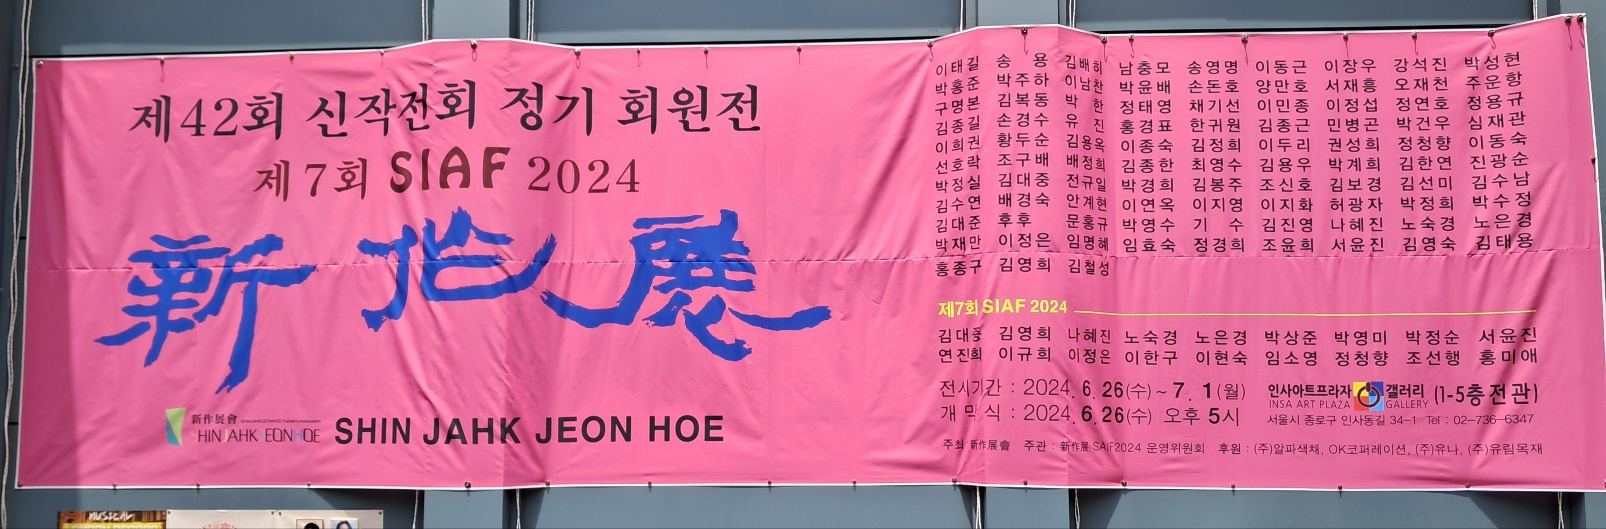 제42회 신작전회 정기 회원전
제7회 SIAF 2024
新作展
新作展會
SHINJAHKJEONHOE
SHIN JAHK JEON HOE
이태길 송 용 김배히 남충모 송영명 이동근 이장우 강석진 박성현
박홍준 박주하 이남찬 박윤배 손돈호 양만호 서재흥 오재천 주운항
구명본 김복동 박 한 정태영 채기선 이민종 이정섭 정연호 정용규
김종길 손경수 유 진 홍경표 한귀원 김종근 민병곤 박건우 심재관
이희권 황두순 김용옥 이종숙 김정희 이두리 권성희 정청향 이동숙
선호락 조구배 배정희 김종한 최영수 김용우 박계희 김한연 진광순
박정실 김대중 전규일 박경희 김봉주 조신호 김보경 김선미 김수남
김수연 배경숙 안계현 이연옥 이지영 이지화 허광자 박정희 박수정
김대준 후후 문홍규 박영수 기 수 김진영 나혜진 노숙경 노은경
박재만 이정은 임명혜 임효숙 정경희 조윤희 서윤진 김영숙 김태용
홍종구 김영희 김철성
제7회 SIAF 2024
김대중 김영희 나혜진 노숙경 노은경 박상준 박영미 박정순 서윤진
연진희 이규희 이정은 이한구 이현숙 임소영 정청향 조선행 홍미애
전시기간 : 2024. 6. 26(수) ~ 7. 1(월)
개 막 식 : 2024. 6. 26(수) 오후 5시
인사아트프라자 갤러리 (1-5층 전관)
INSA ART PLAZA GALLERY
서울시 종로구 인사동길 34-1 Tel : 02-736-6347
주최 新作展會 주관 : 新作展 SAIF2024 운영위원회 후원 : (주)알파색채, OK코퍼레이션, (주)유나, (주)유림목재
MUSICAL